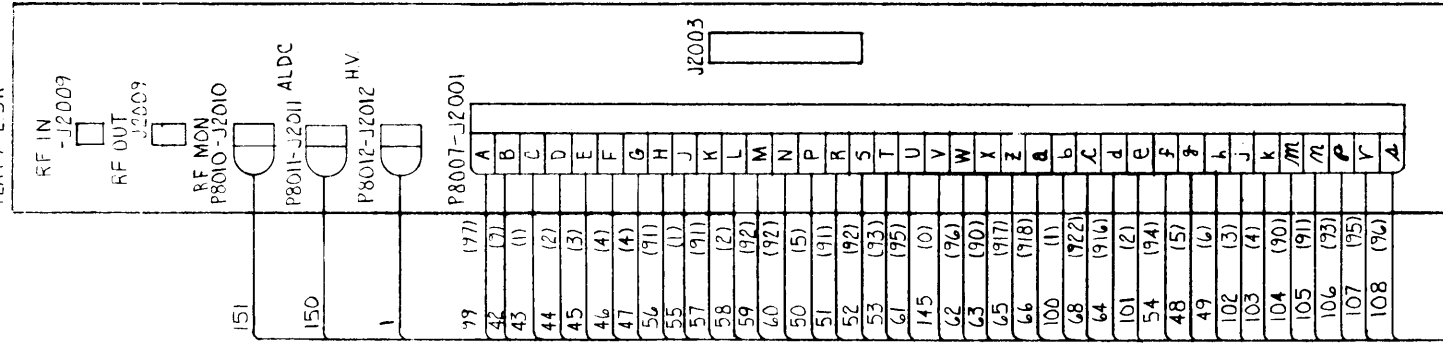 RF IN
-J2009
RF OUT
J2009
RF MON
P8010-J2010
P8011-J2011 ALDC
P8012-J2012 H.V.
J2003
P8007-J2001
151
150
1
99 (97) A
42 (9) B
43 (1) C
44 (2) D
45 (3) E
46 (4) F
47 (4) G
56 (91) H
55 (1) J
57 (91) K
58 (2) L
59 (92) M
60 (92) N
50 (5) P
51 (91) R
52 (92) S
53 (93) T
61 (95) U
145 (0) V
62 (96) W
63 (90) X
65 (917) Z
66 (918) a
100 (1) b
68 (922) c
64 (916) d
101 (2) e
54 (94) f
48 (5) g
49 (6) h
102 (3) j
103 (4) k
104 (90) m
105 (91) n
106 (93) p
107 (95) r
108 (96) s